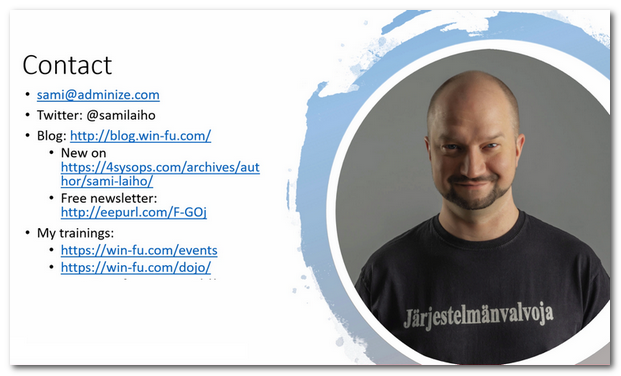 Contact
sami@adminize.com
Twitter: @samilaiho
Blog: http://blog.win-fu.com/
New on
https://4sysops.com/archives/aut
hor/sami-laiho/
Free newsletter:
http://eepurl.com/F-GOj
My trainings:
https://win-fu.com/events
https://win-fu.com/dojo/
Järjestelmänvalvoja